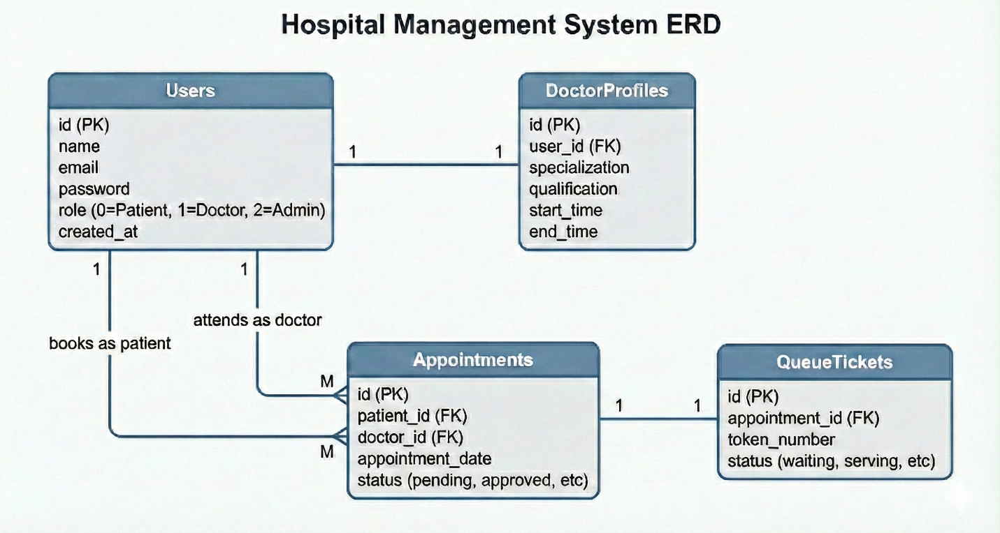 Hospital Management System ERD
Users
id (PK)
name
email
password
role (0=Patient, 1=Doctor, 2=Admin)
created_at
1
1
DoctorProfiles
id (PK)
user_id (FK)
specialization
qualification
start_time
end_time
1
1
attends as doctor
books as patient
M
M
Appointments
id (PK)
patient_id (FK)
doctor_id (FK)
appointment_date
status (pending, approved, etc)
1
1
QueueTickets
id (PK)
appointment_id (FK)
token_number
status (waiting, serving, etc)